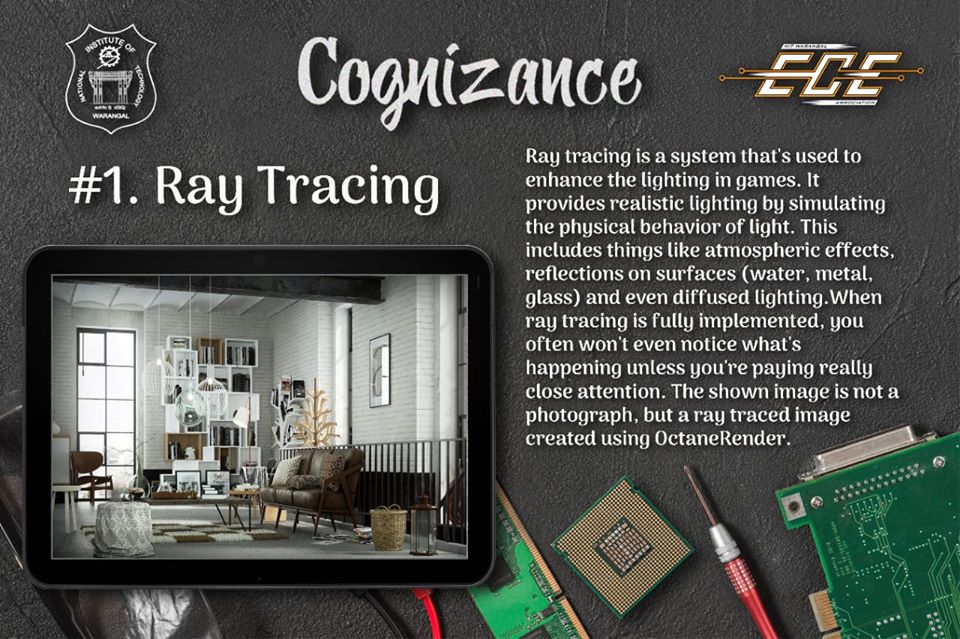 INSTITUTE OF
NATIONAL
TECHNOLOGY
WARANGAL
Cognizance
NIT WARANGAL
ECE
ASSOCIATION
#1. Ray Tracing
Ray tracing is a system that's used to
enhance the lighting in games. It
provides realistic lighting by simulating
the physical behavior of light. This
includes things like atmospheric effects,
reflections on surfaces (water, metal,
glass) and even diffused lighting.When
ray tracing is fully implemented, you
often won't even notice what's
happening unless you're paying really
close attention. The shown image is not a
photograph, but a ray traced image
created using OctaneRender.